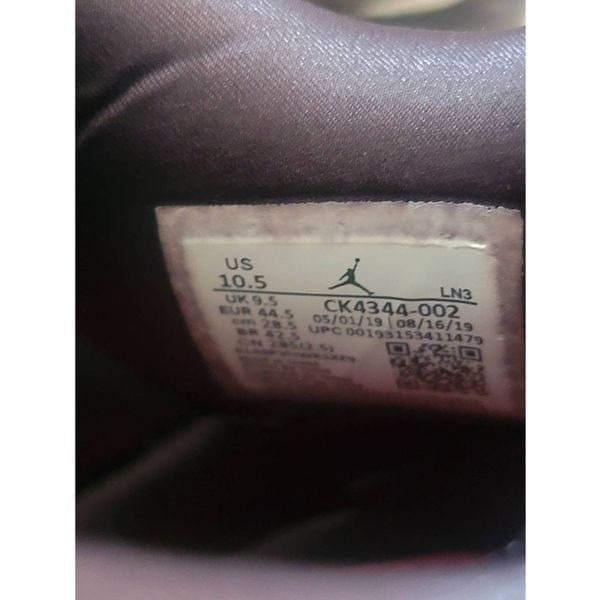 US
10.5
LN3
UK 9.5 CK4344-002
EUR 44.5 05/01/19 | 08/16/19
cm 28.5 UPC 00193153411479
BR 42.5
CN 285(2.5)